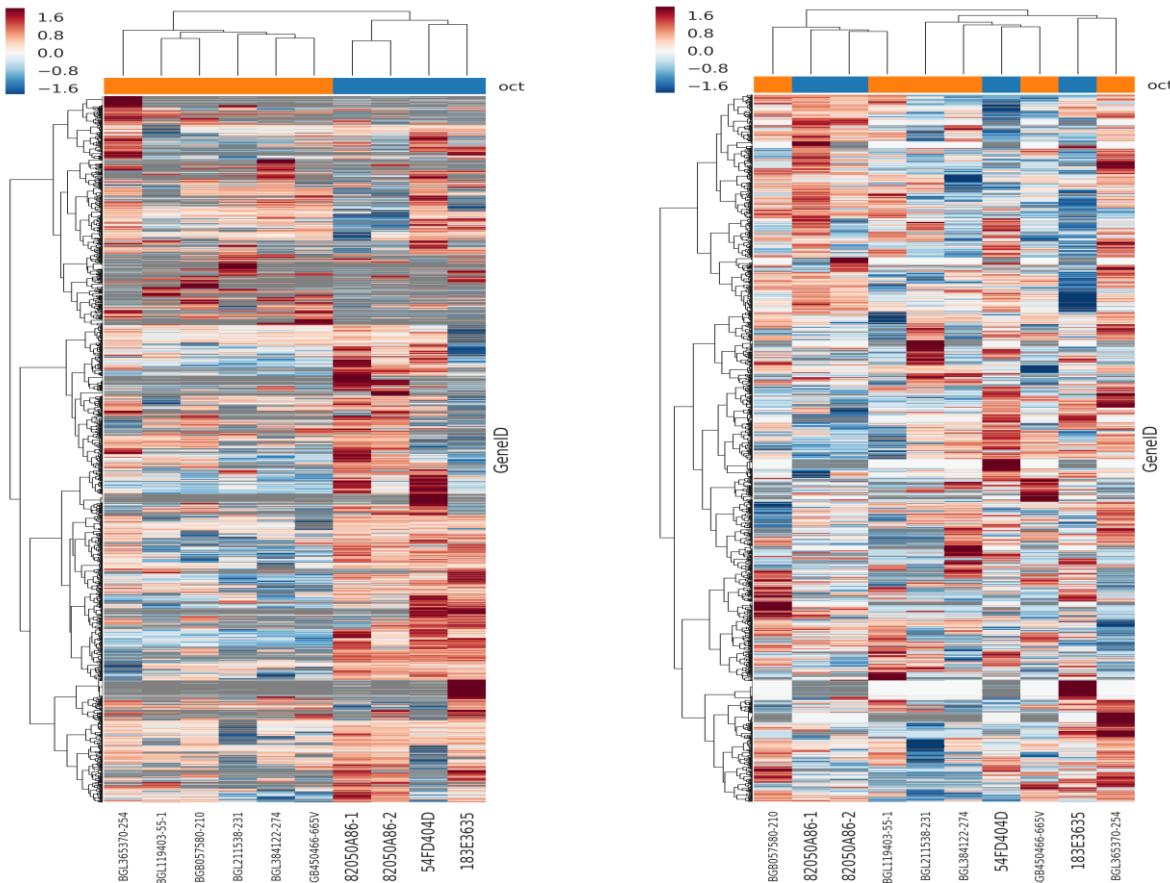 1.6
0.8
0.0
−0.8
−1.6
oct
GeneID
BGL365370-254
BGL119403-55-1
BGB057580-210
BGL211538-231
BGL384122-274
GB450466-665V
82050A86-1
82050A86-2
54FD404D
183E3635
1.6
0.8
0.0
−0.8
−1.6
oct
GeneID
BGB057580-210
82050A86-1
82050A86-2
BGL119403-55-1
BGL211538-231
BGL384122-274
54FD404D
GB450466-665V
183E3635
BGL365370-254